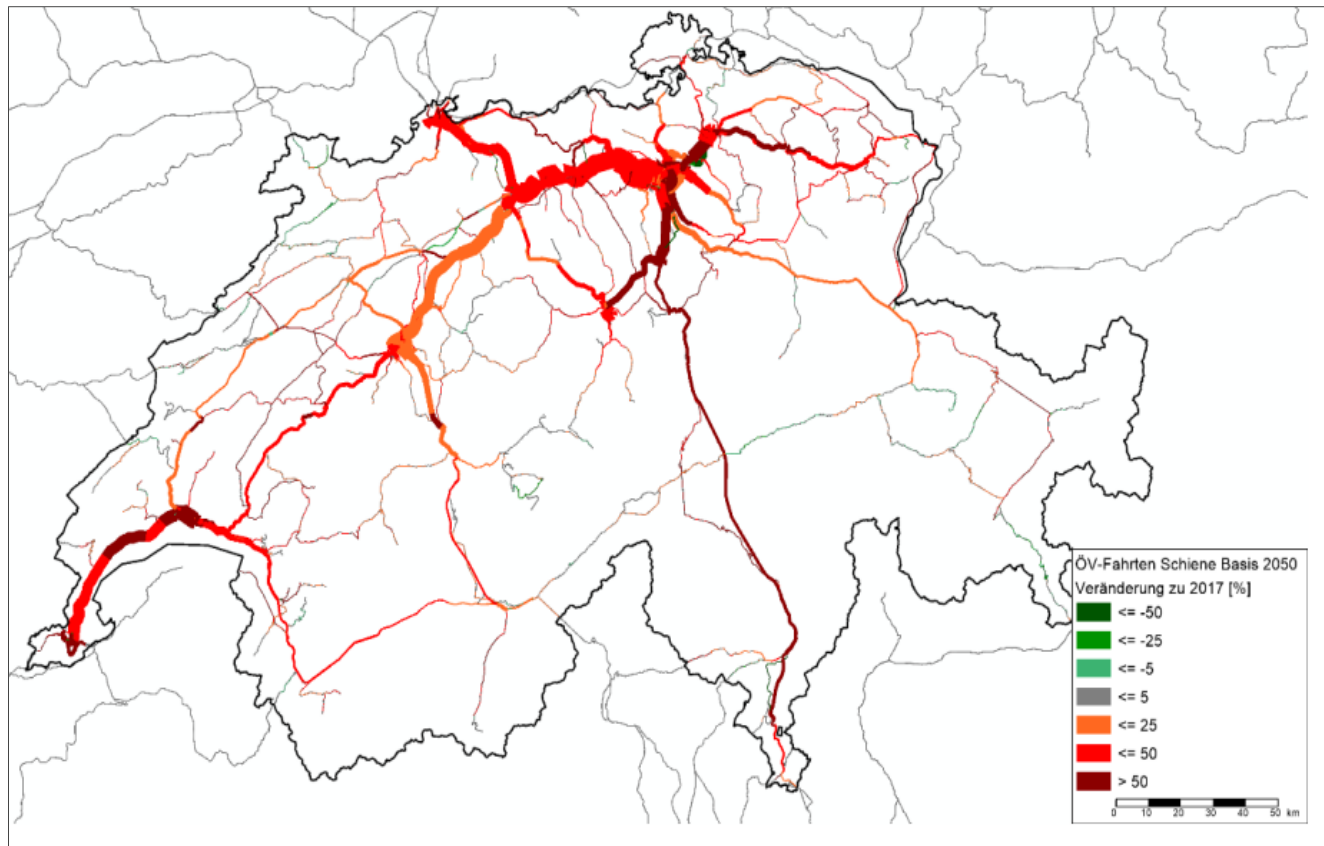 ÖV-Fahrten Schiene Basis 2050
Veränderung zu 2017 [%]
<= -50
<= -25
<= -5
<= 5
<= 25
<= 50
> 50
0 10 20 30 40 50 km